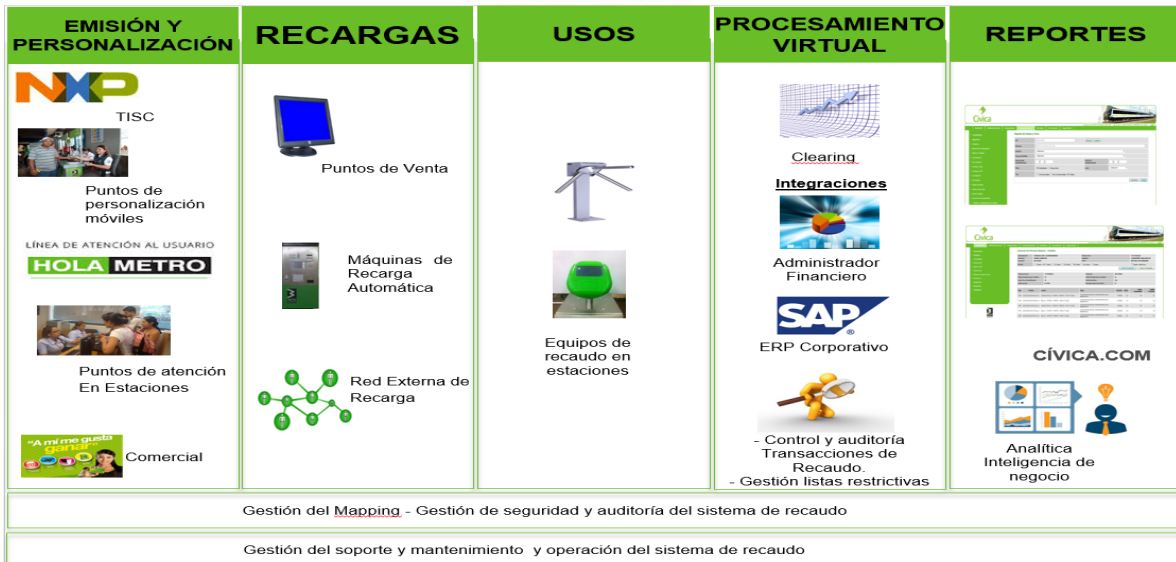 EMISIÓN Y
PERSONALIZACIÓN
RECARGAS
USOS
PROCESAMIENTO
VIRTUAL
REPORTES
NXP
TISC
Puntos de
personalización
móviles
LÍNEA DE ATENCIÓN AL USUARIO
HOLA METRO
Puntos de atención
En Estaciones
"A mí me gusta
ganar"
Comercial
Puntos de Venta
Máquinas de
Recarga
Automática
Red Externa de
Recarga
Equipos de
recaudo en
estaciones
Clearing
Integraciones
Administrador
Financiero
SAP
ERP Corporativo
- Control y auditoría
Transacciones de
Recaudo.
- Gestión listas restrictivas
Cívica
Cívica
CÍVICA.COM
Analítica
Inteligencia de
negocio
Gestión del Mapping - Gestión de seguridad y auditoría del sistema de recaudo
Gestión del soporte y mantenimiento y operación del sistema de recaudo